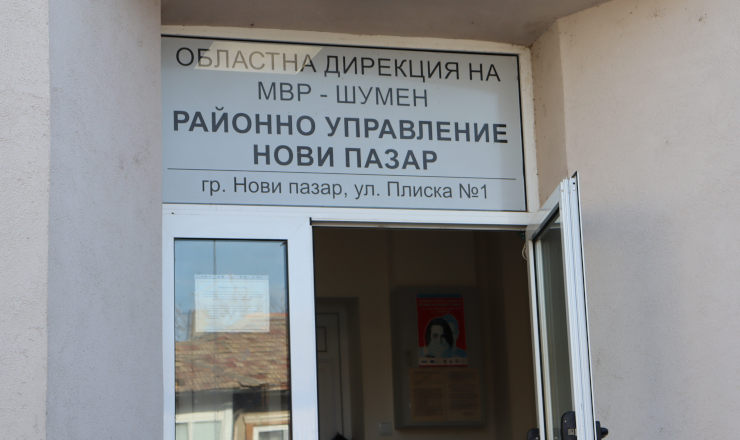 ОБЛАСТНА ДИРЕКЦИЯ НА
МВР - ШУМЕН
РАЙОННО УПРАВЛЕНИЕ
НОВИ ПАЗАР
гр. Нови пазар, ул. Плиска №1